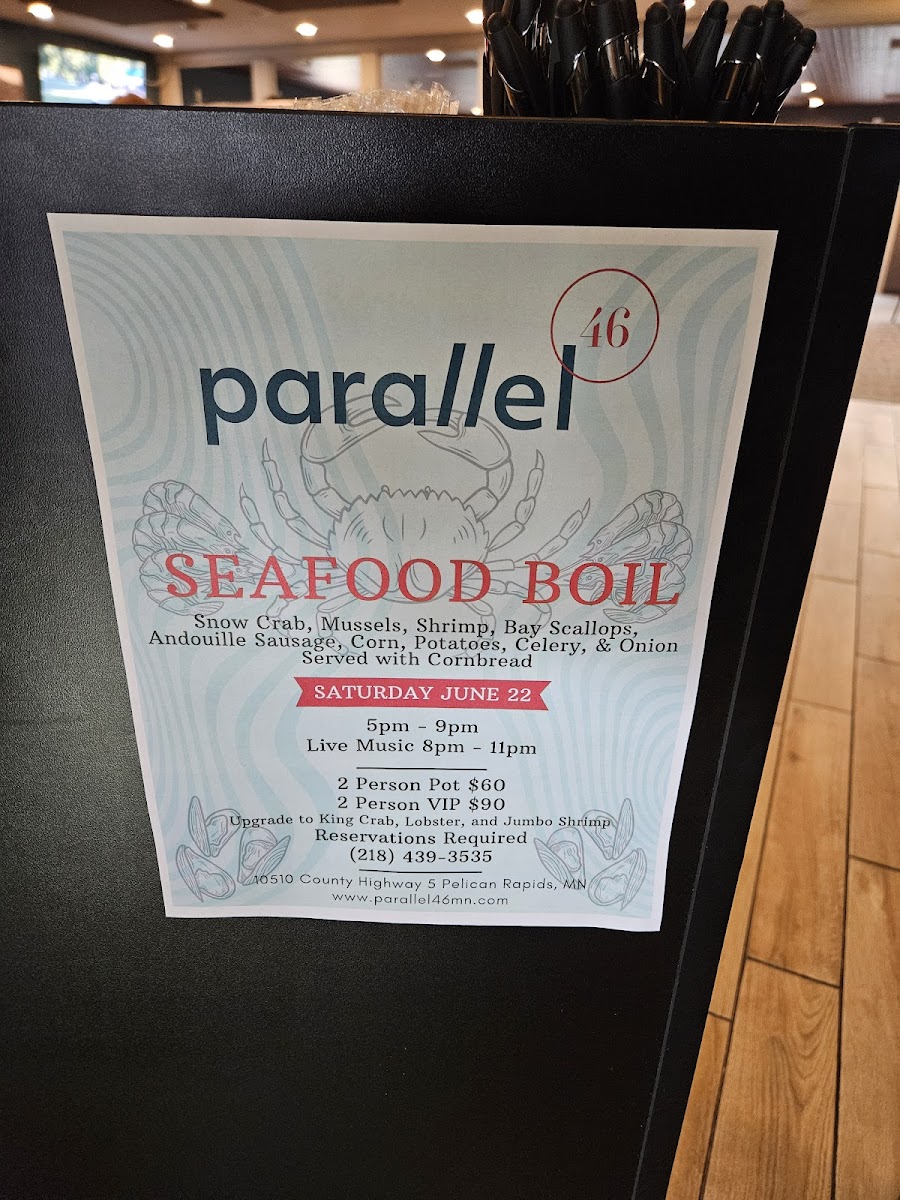 46
parallel
SEAFOOD BOIL
Snow Crab, Mussels, Shrimp, Bay Scallops,
Andouille Sausage, Corn, Potatoes, Celery, & Onion
Served with Cornbread
SATURDAY JUNE 22
5pm - 9pm
Live Music 8pm - 11pm
2 Person Pot $60
2 Person VIP $90
Upgrade to King Crab, Lobster, and Jumbo Shrimp
Reservations Required
(218) 439-3535
10510 County Highway 5 Pelican Rapids, MN
www.parallel46mn.com